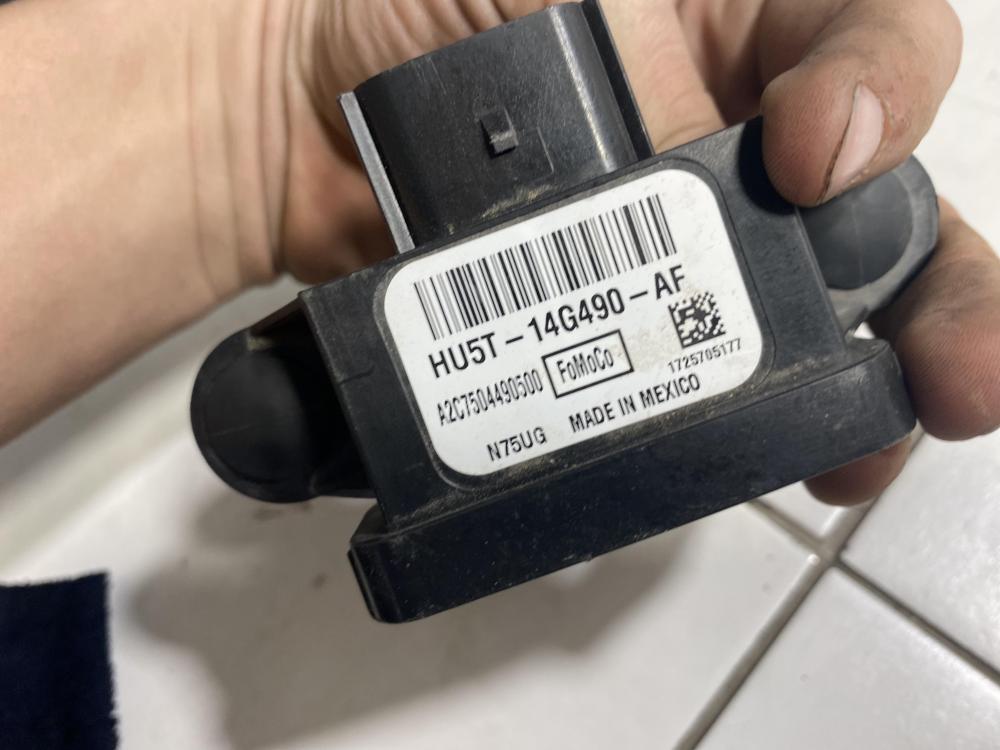 HU5T-14G490-AF
A2C7504490500 FoMoCo 1725705177
N75UG MADE IN MEXICO